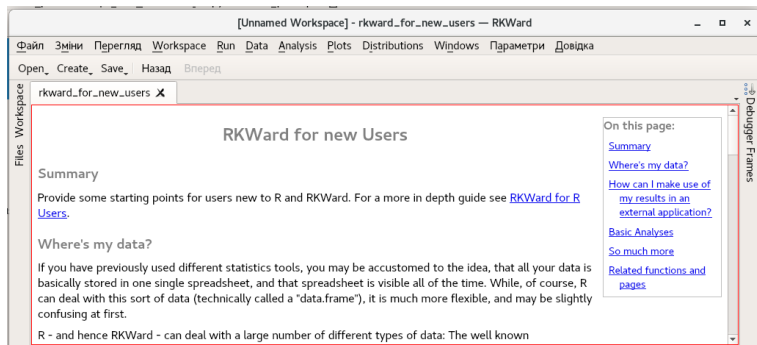 [Unnamed Workspace] - rkward_for_new_users — RKWard
Файл Зміни Перегляд Workspace Run Data Analysis Plots Distributions Windows Параметри Довідка
Open Create Save Назад Вперед
Files Workspace
rkward_for_new_users
Debugger Frames
RKWard for new Users
Summary
Provide some starting points for users new to R and RKWard. For a more in depth guide see RKWard for R
Users.
Where's my data?
If you have previously used different statistics tools, you may be accustomed to the idea, that all your data is
basically stored in one single spreadsheet, and that spreadsheet is visible all of the time. While, of course, R
can deal with this sort of data (technically called a "data.frame"), it is much more flexible, and may be slightly
confusing at first.
R - and hence RKWard - can deal with a large number of different types of data: The well known
On this page:
Summary
Where's my data?
How can I make use of
my results in an
external application?
Basic Analyses
So much more
Related functions and
pages